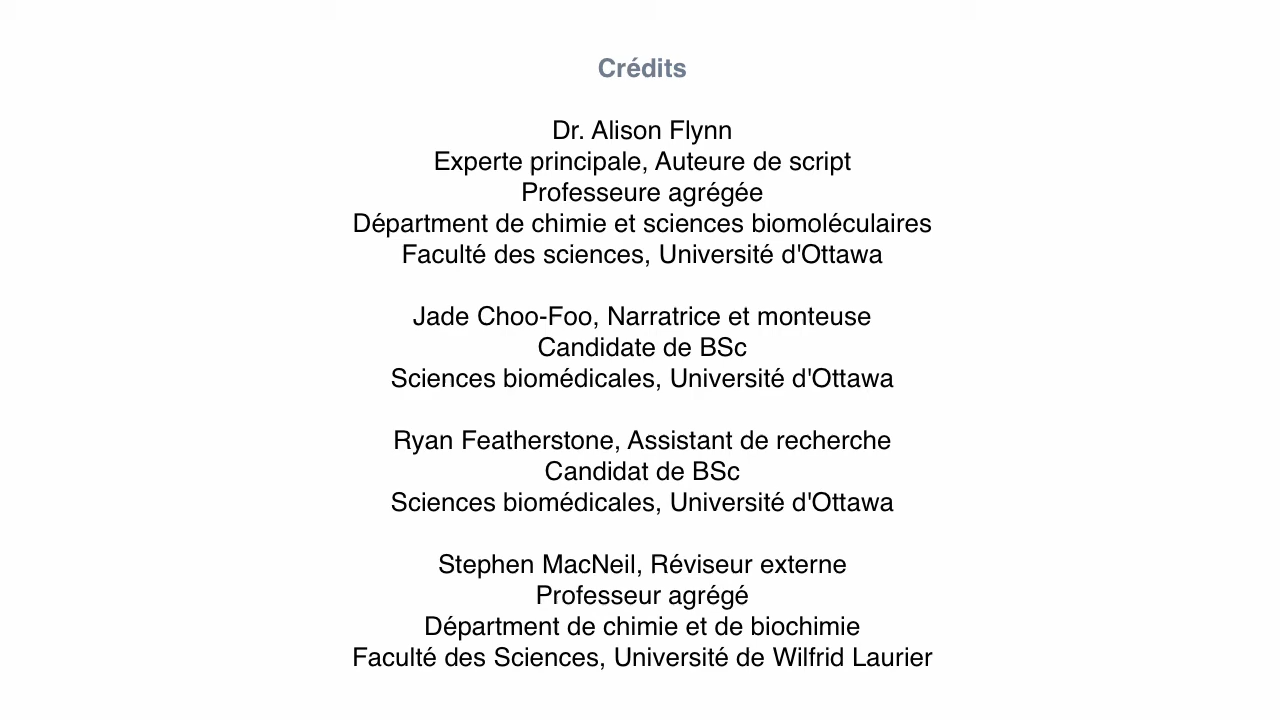 Crédits
Dr. Alison Flynn
Experte principale, Auteure de script
Professeure agrégée
Départment de chimie et sciences biomoléculaires
Faculté des sciences, Université d'Ottawa
Jade Choo-Foo, Narratrice et monteuse
Candidate de BSc
Sciences biomédicales, Université d'Ottawa
Ryan Featherstone, Assistant de recherche
Candidat de BSc
Sciences biomédicales, Université d'Ottawa
Stephen MacNeil, Réviseur externe
Professeur agrégé
Départment de chimie et de biochimie
Faculté des Sciences, Université de Wilfrid Laurier